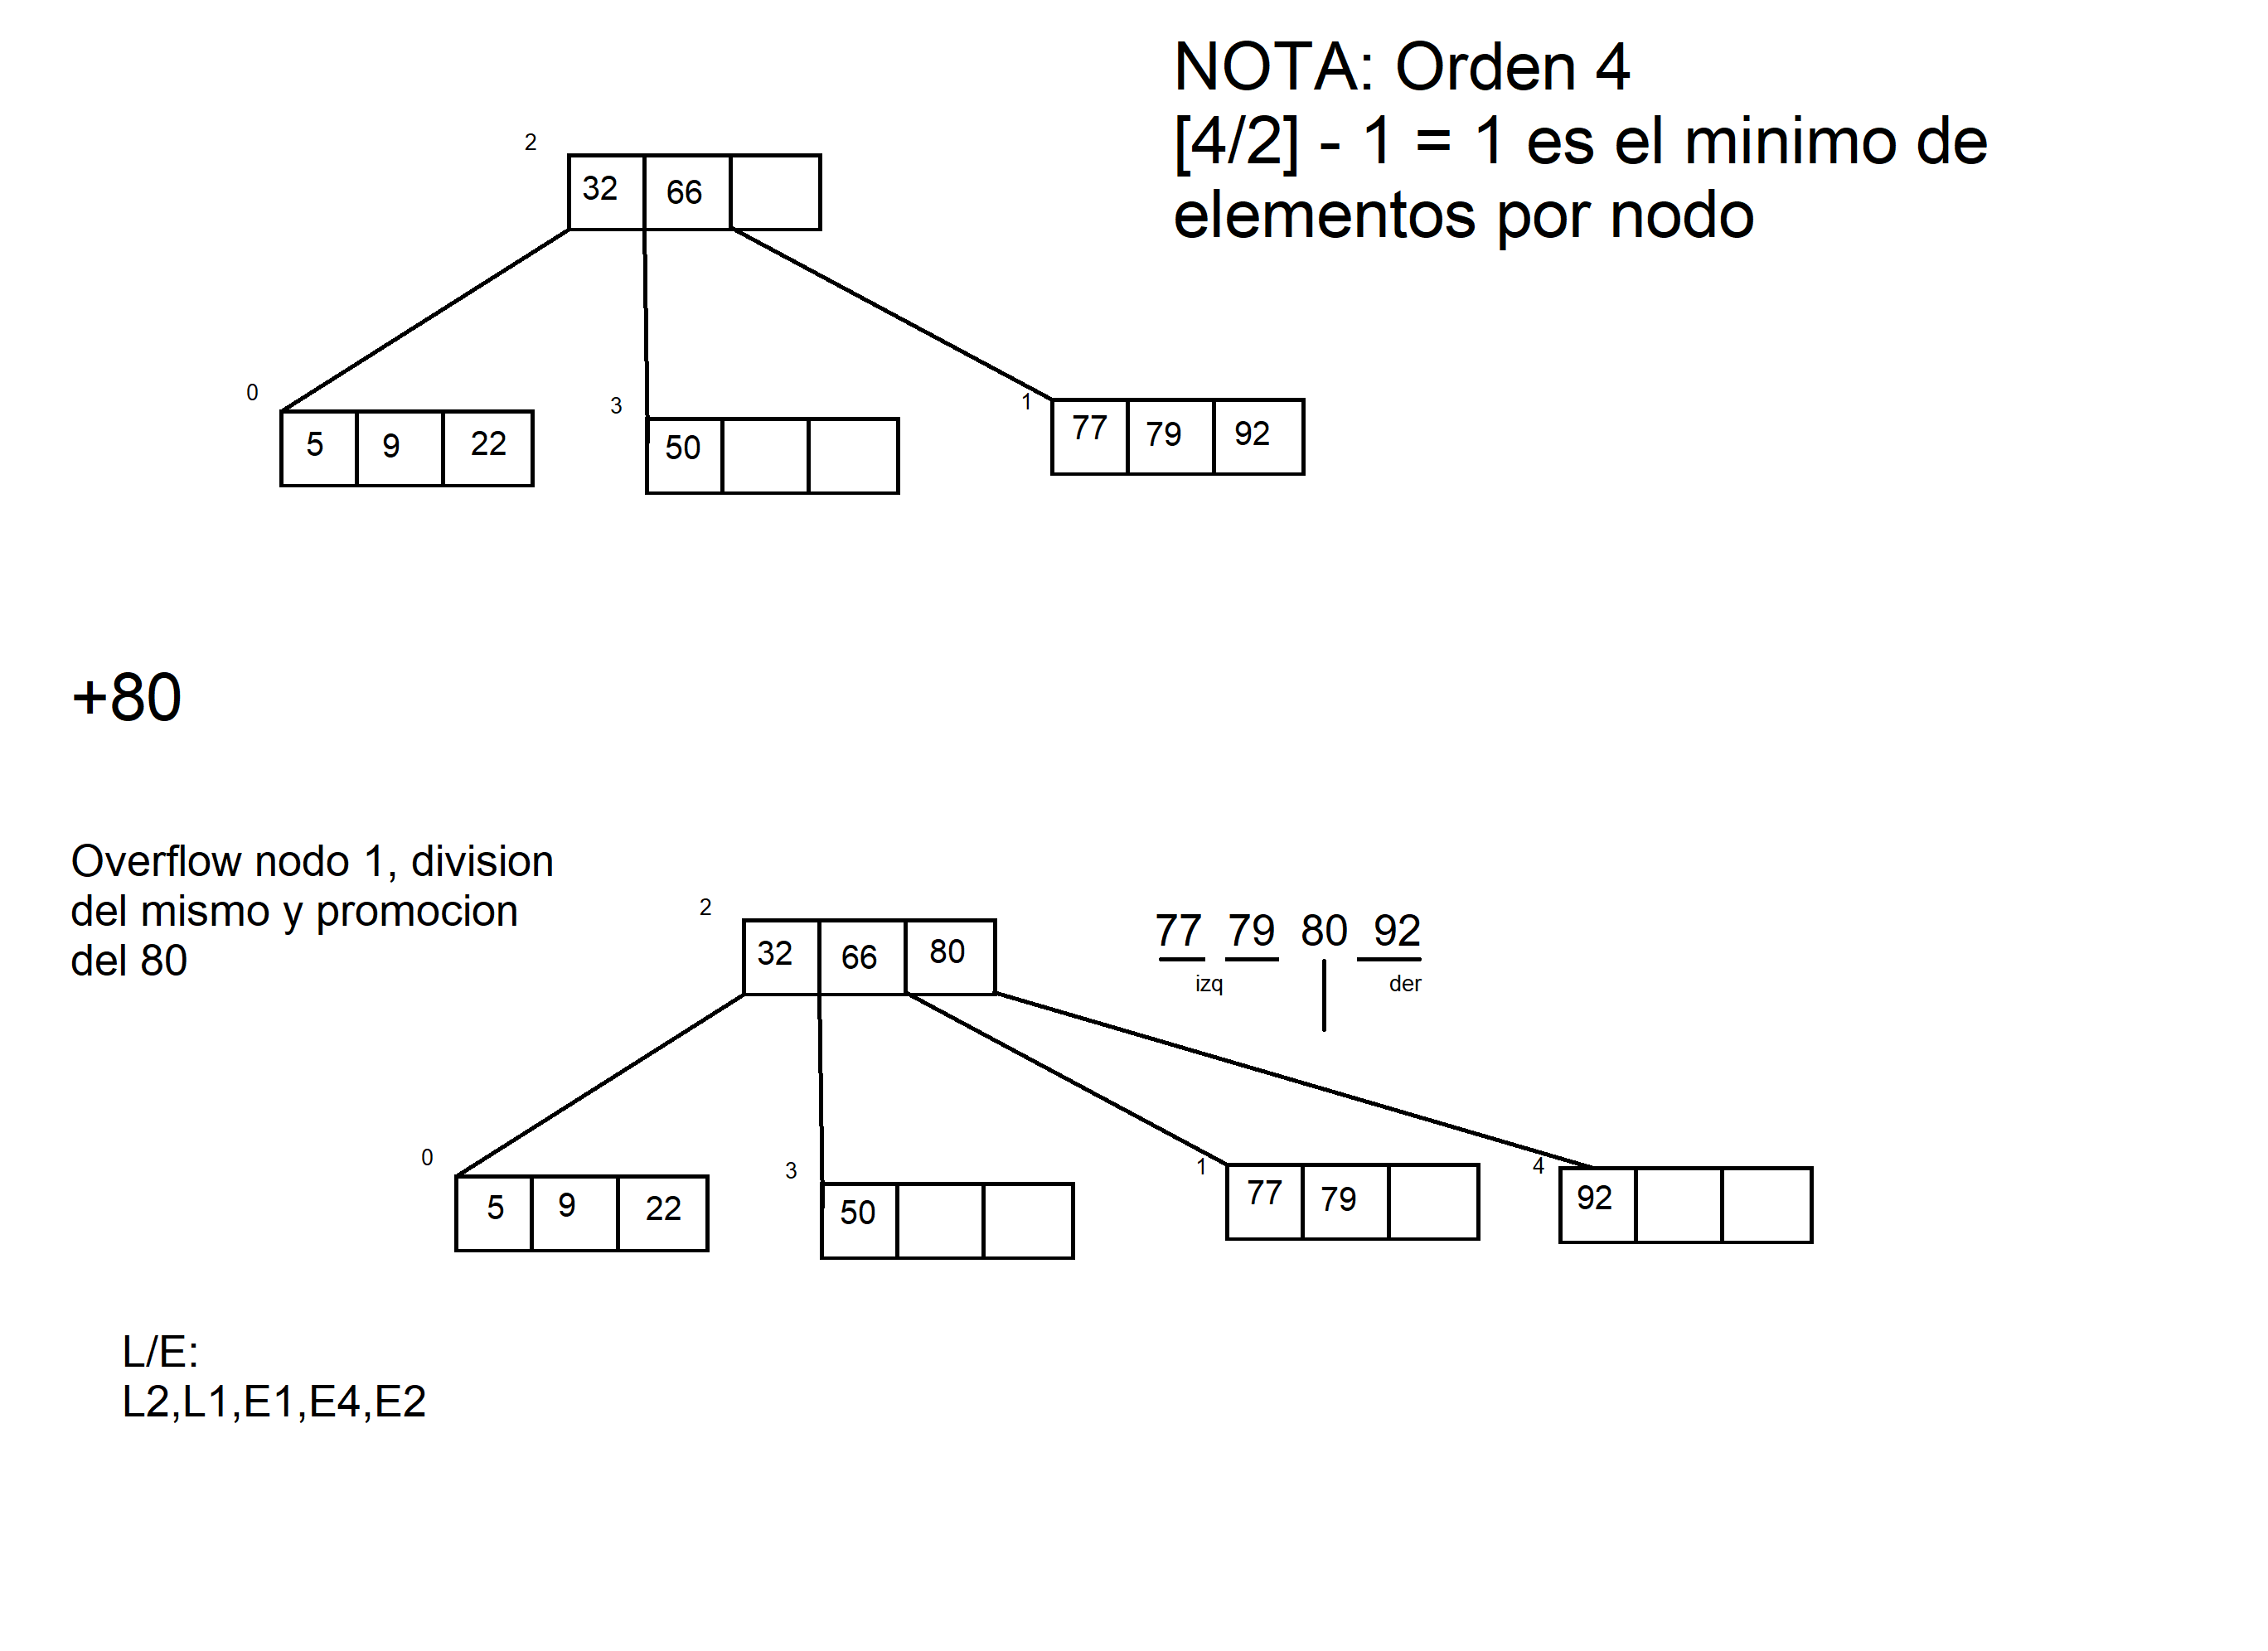 NOTA: Orden 4
[4/2] - 1 = 1 es el minimo de
elementos por nodo
2
32 66
0
5 9 22
3
50
1
77 79 92
+80
Overflow nodo 1, division
del mismo y promocion
del 80
2
32 66 80
77 79 80 92
izq der
0
5 9 22
3
50
1
77 79
4
92
L/E:
L2,L1,E1,E4,E2